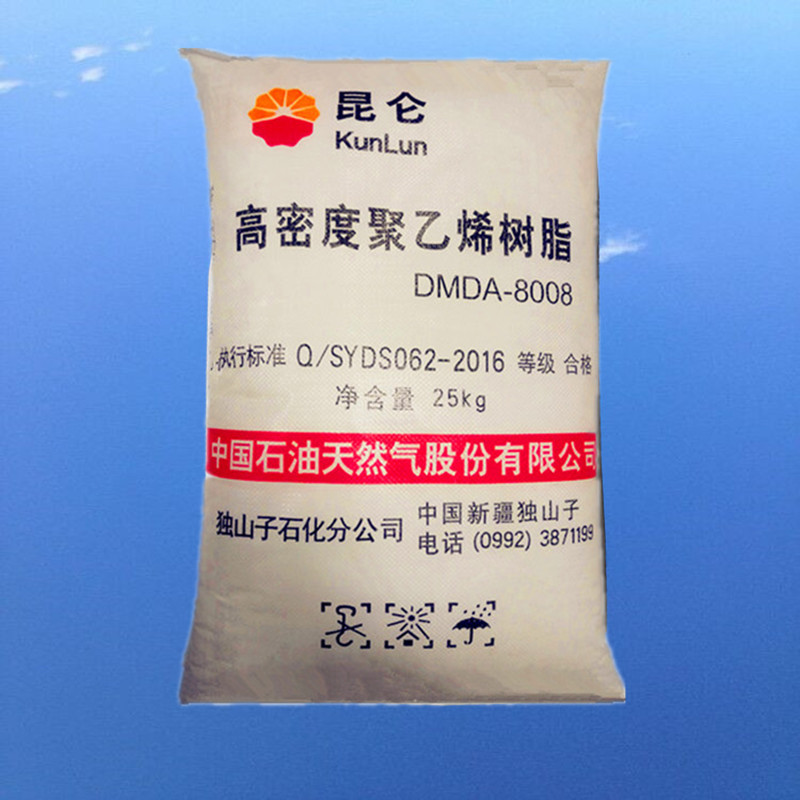 昆仑
KunLun
高密度聚乙烯树脂
DMDA-8008
执行标准 Q/SYDS062-2016 等级 合格
净含量 25kg
中国石油天然气股份有限公司
独山子石化分公司
中国新疆独山子
电话 (0992) 3871199